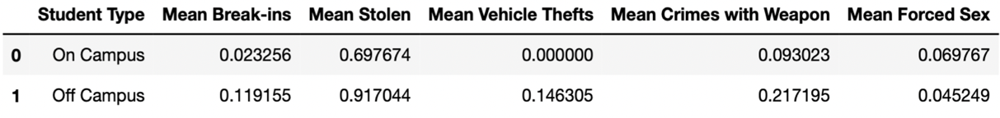 Student Type Mean Break-ins Mean Stolen Mean Vehicle Thefts Mean Crimes with Weapon Mean Forced Sex
0 On Campus 0.023256 0.697674 0.000000 0.093023 0.069767
1 Off Campus 0.119155 0.917044 0.146305 0.217195 0.045249